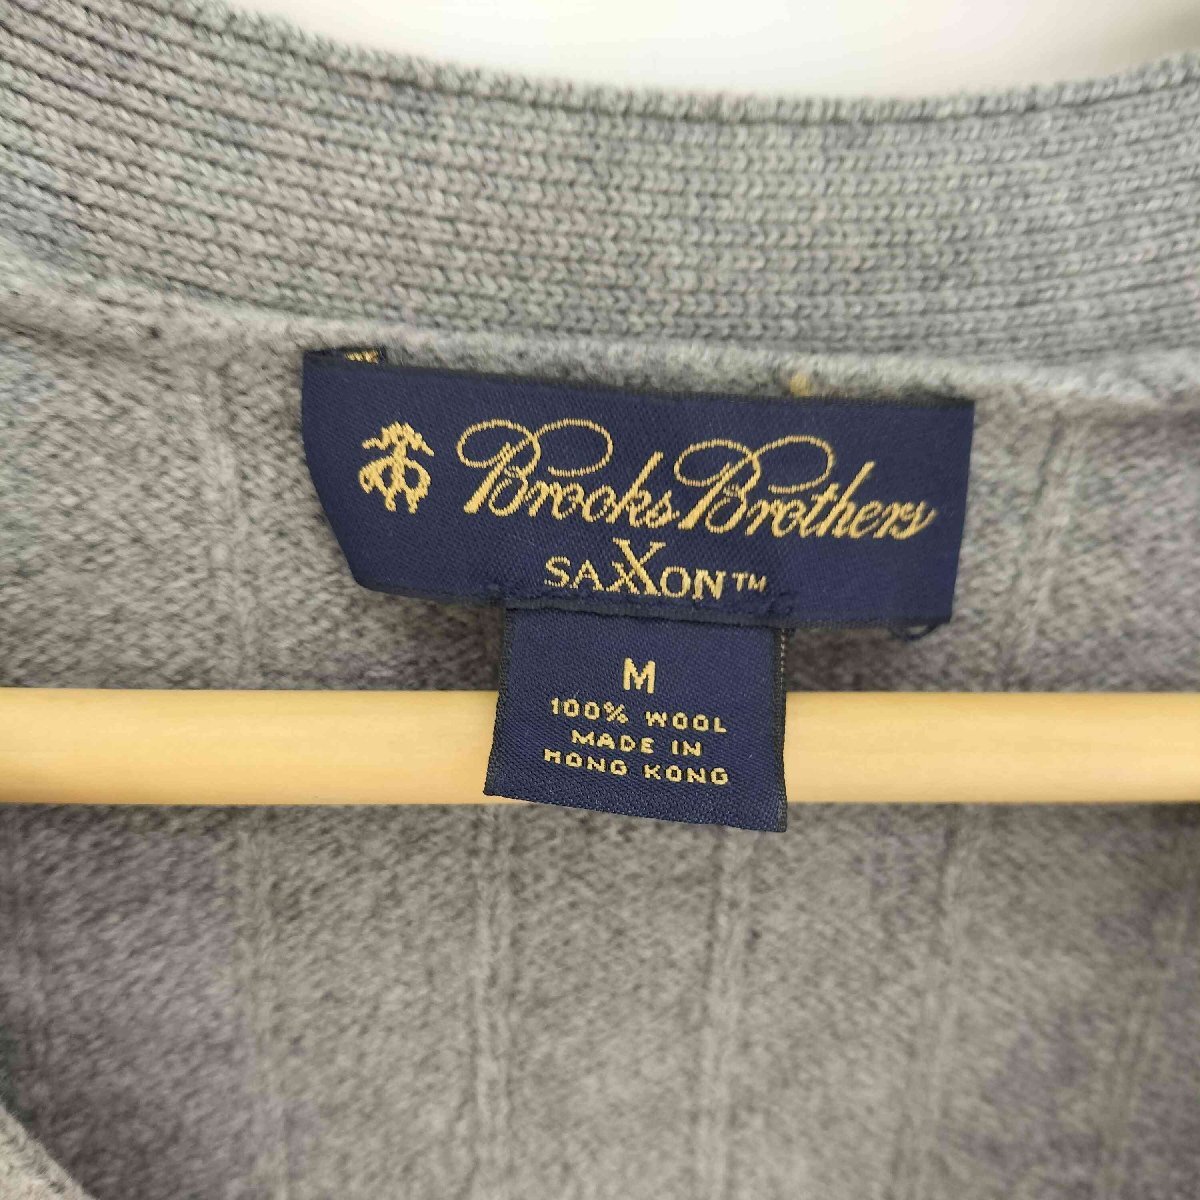 Brooks Brothers
SAXXON™
M
100% WOOL
MADE IN
HONG KONG